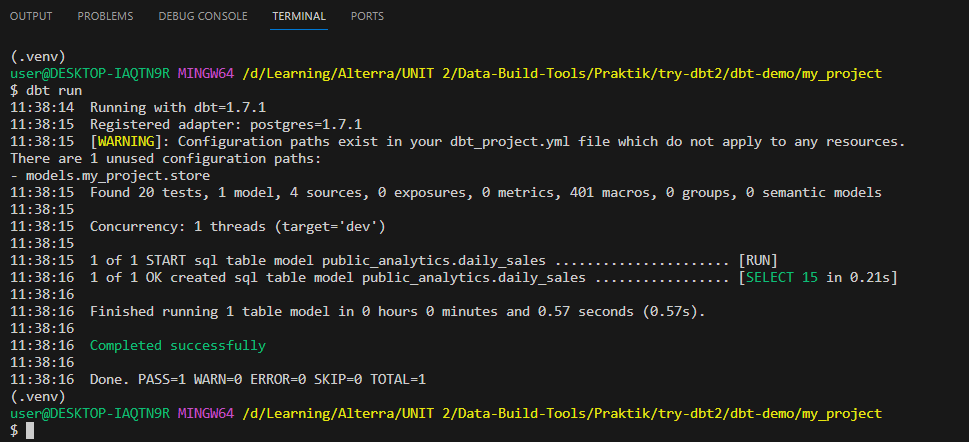 OUTPUT PROBLEMS DEBUG CONSOLE TERMINAL PORTS
(.venv)
user@DESKTOP-IAQTN9R MINGW64 /d/Learning/Alterra/UNIT 2/Data-Build-Tools/Praktik/try-dbt2/dbt-demo/my_project
$ dbt run
11:38:14  Running with dbt=1.7.1
11:38:15  Registered adapter: postgres=1.7.1
11:38:15  [WARNING]: Configuration paths exist in your dbt_project.yml file which do not apply to any resources.
There are 1 unused configuration paths:
- models.my_project.store
11:38:15  Found 20 tests, 1 model, 4 sources, 0 exposures, 0 metrics, 401 macros, 0 groups, 0 semantic models
11:38:15
11:38:15  Concurrency: 1 threads (target='dev')
11:38:15
11:38:15  1 of 1 START sql table model public_analytics.daily_sales ...................... [RUN]
11:38:16  1 of 1 OK created sql table model public_analytics.daily_sales ................. [SELECT 15 in 0.21s]
11:38:16
11:38:16  Finished running 1 table model in 0 hours 0 minutes and 0.57 seconds (0.57s).
11:38:16
11:38:16  Completed successfully
11:38:16
11:38:16  Done. PASS=1 WARN=0 ERROR=0 SKIP=0 TOTAL=1
(.venv)
user@DESKTOP-IAQTN9R MINGW64 /d/Learning/Alterra/UNIT 2/Data-Build-Tools/Praktik/try-dbt2/dbt-demo/my_project
$